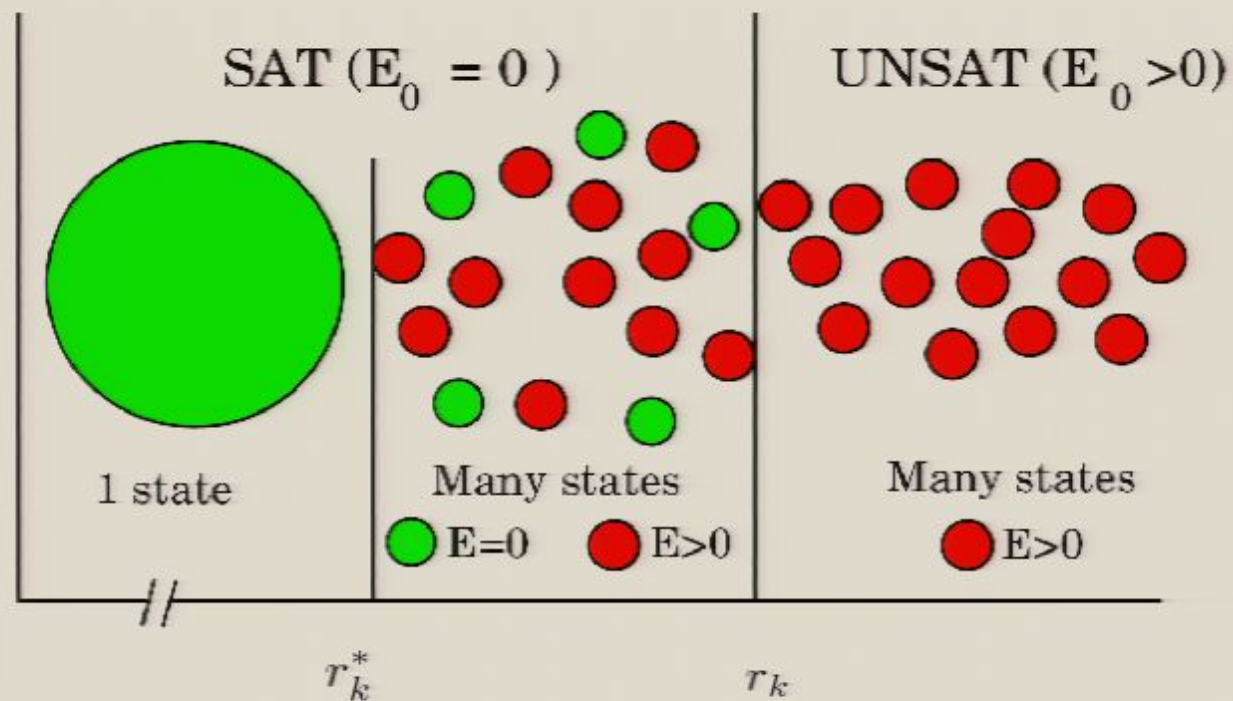 SAT (E₀ = 0 )
UNSAT (E₀ >0)
1 state
Many states
E=0
E>0
Many states
E>0
r*ₖ
rₖ